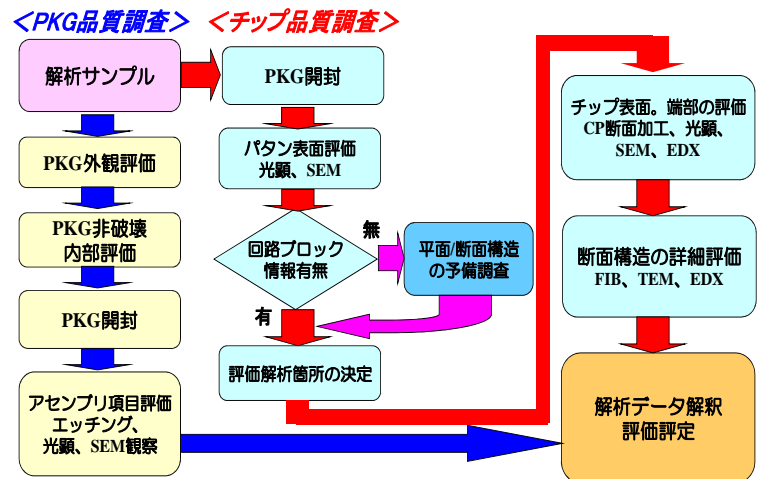 ＜PKG品質調査＞
＜チップ品質調査＞
解析サンプル
PKG外観評価
PKG非破壊
内部評価
PKG開封
アセンブリ項目評価
エッチング、
光顕、SEM観察
PKG開封
パタン表面評価
光顕、SEM
回路ブロック
情報有無
無
平面/断面構造
の予備調査
有
評価解析箇所の決定
チップ表面。端部の評価
CP断面加工、光顕、
SEM、EDX
断面構造の詳細評価
FIB、TEM、EDX
解析データ解釈
評価評定